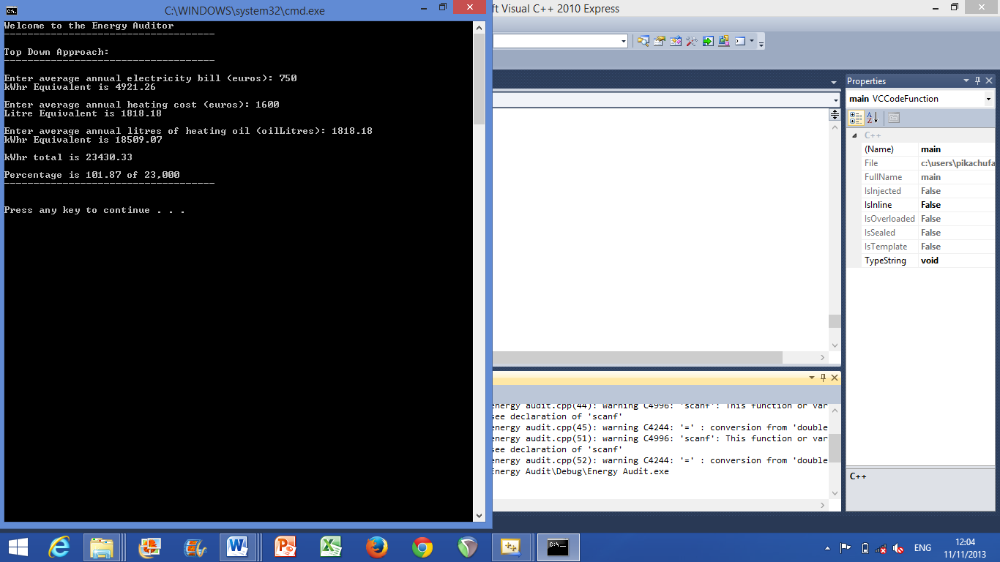 C:\WINDOWS\system32\cmd.exe
ft Visual C++ 2010 Express
Welcome to the Energy Auditor
------------------------------------
Top Down Approach:
------------------------------------
Enter average annual electricity bill (euros): 750
kWhr Equivalent is 4921.26
Enter average annual heating cost (euros): 1600
Litre Equivalent is 1818.18
Enter average annual litres of heating oil (oilLitres): 1818.18
kWhr Equivalent is 18509.07
kWhr total is 23430.33
Percentage is 101.87 of 23,000
------------------------------------
Press any key to continue . . .
Properties
main VCCodeFunction
C++
(Name) main
File c:\users\pikachufa
FullName main
IsInjected False
IsInline False
IsOverloaded False
IsSealed False
IsTemplate False
TypeString void
C++
energy audit.cpp(44): warning C4996: 'scanf': This function or var
see declaration of 'scanf'
energy audit.cpp(45): warning C4244: '=' : conversion from 'double
energy audit.cpp(51): warning C4996: 'scanf': This function or var
see declaration of 'scanf'
energy audit.cpp(52): warning C4244: '=' : conversion from 'double
Energy Audit\Debug\Energy Audit.exe
ENG
12:04
11/11/2013